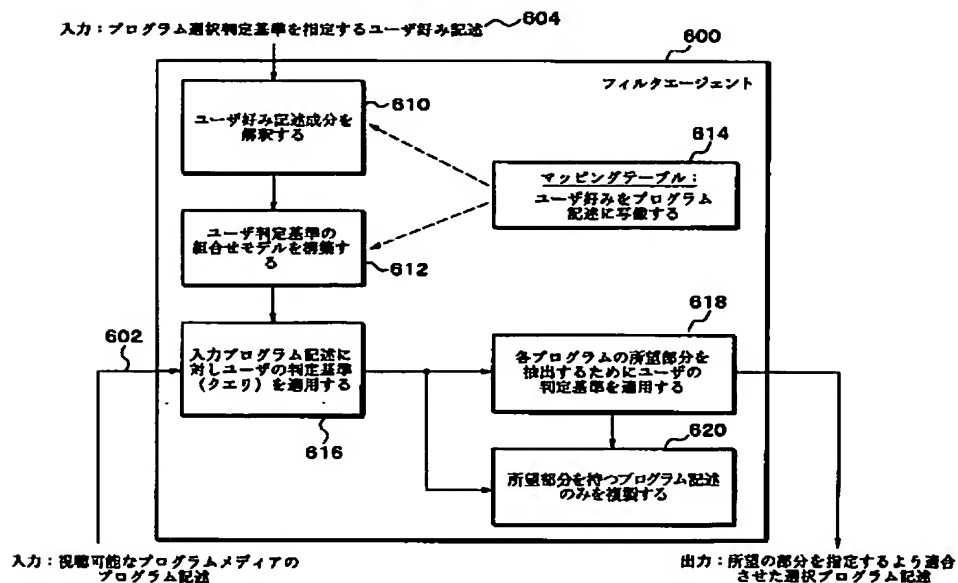 入力：プログラム選択判定基準を指定するユーザ好み記述
604
600
フィルタエージェント
ユーザ好み記述成分を
解釈する
610
614
マッピングテーブル：
ユーザ好みをプログラム
記述に写像する
ユーザ判定基準の
組合せモデルを構築す
る
612
602
入力プログラム記述に
対しユーザの判定基準
（クエリ）を適用する
616
618
各プログラムの所望部分を
抽出するためにユーザの
判定基準を適用する
620
所望部分を持つプログラム記述
のみを複製する
入力：視聴可能なプログラムメディアの
プログラム記述
出力：所望の部分を指定するよう適合
させた選択プログラム記述